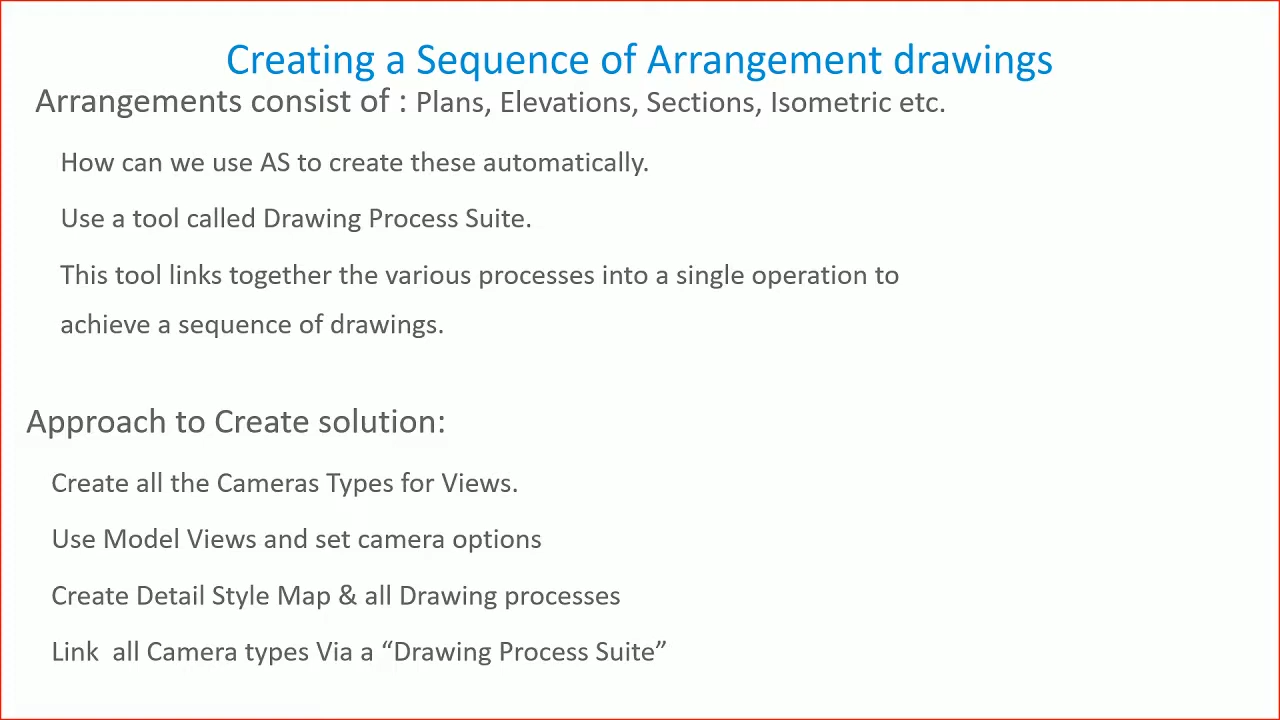 Creating a Sequence of Arrangement drawings
Arrangements consist of : Plans, Elevations, Sections, Isometric etc.
How can we use AS to create these automatically.
Use a tool called Drawing Process Suite.
This tool links together the various processes into a single operation to
achieve a sequence of drawings.
Approach to Create solution:
Create all the Cameras Types for Views.
Use Model Views and set camera options
Create Detail Style Map & all Drawing processes
Link  all Camera types Via a “Drawing Process Suite”